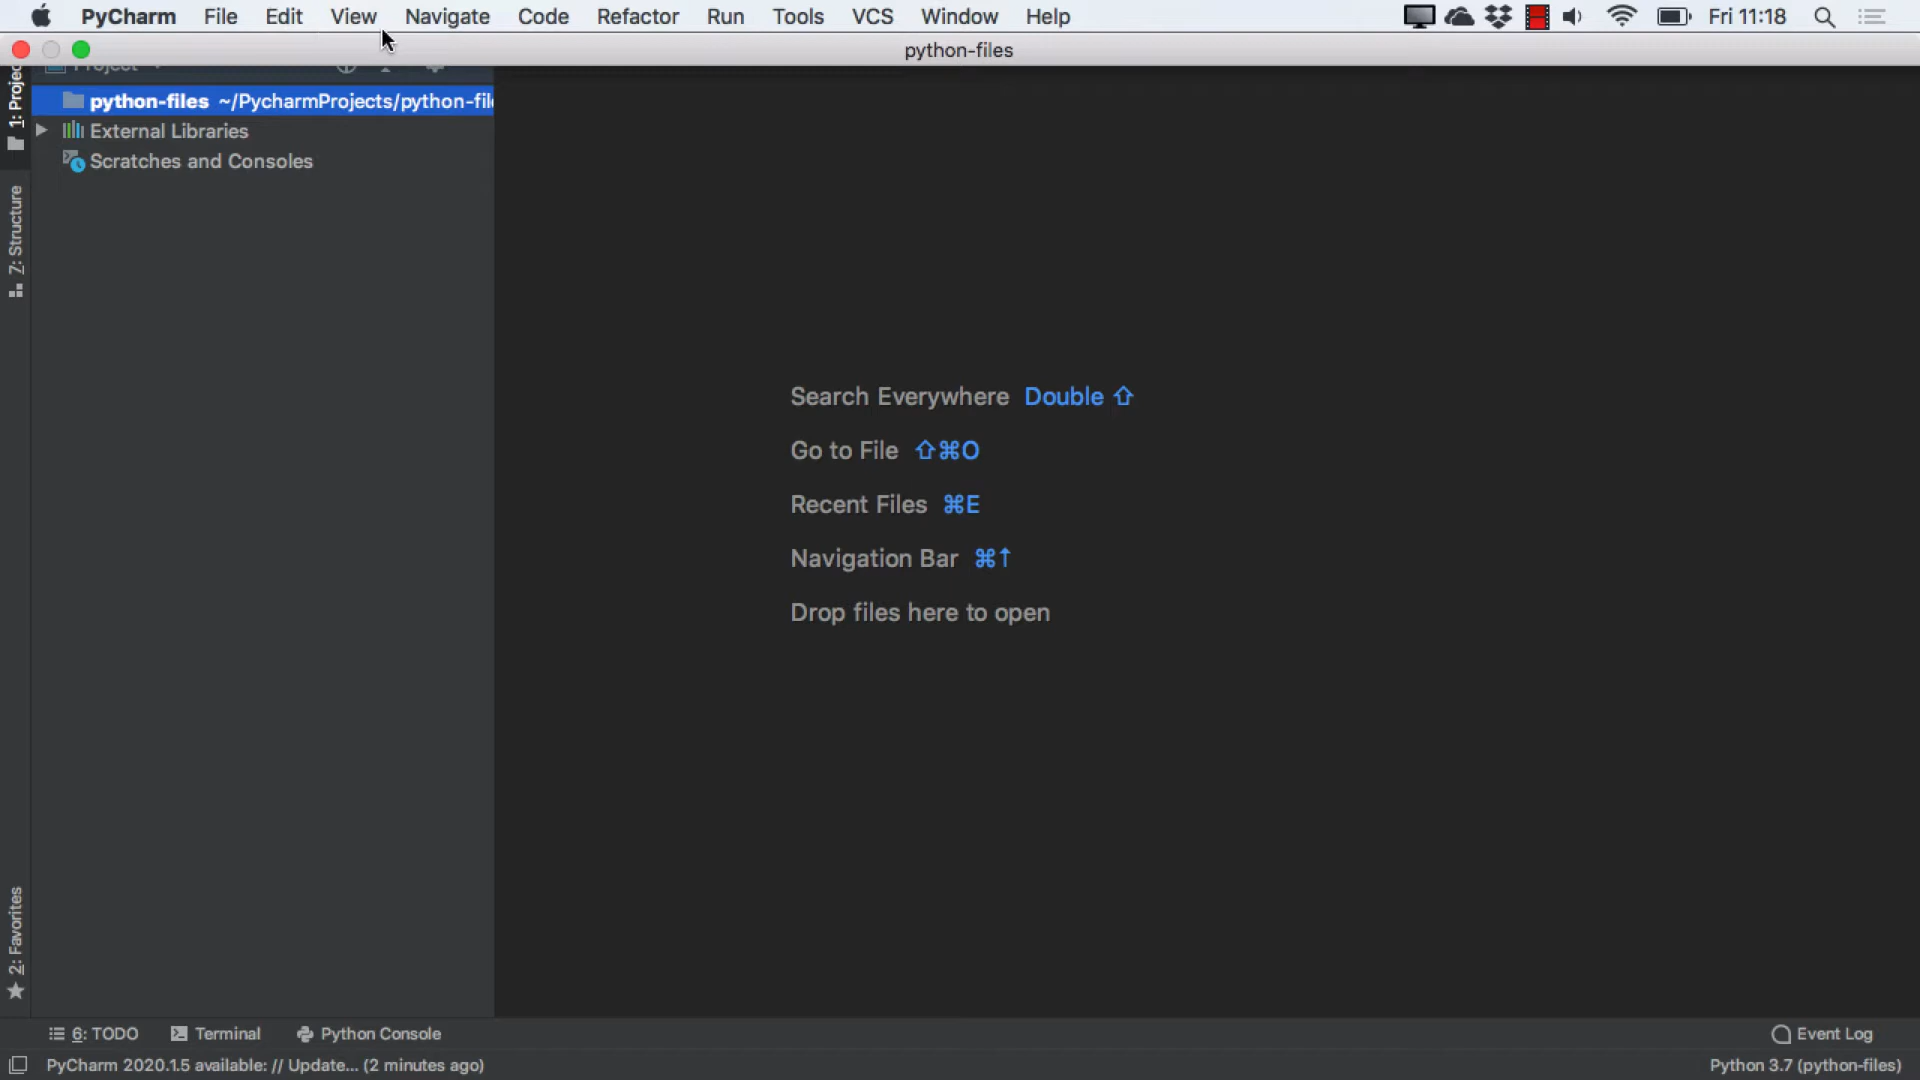 PyCharm File Edit View Navigate Code Refactor Run Tools VCS Window Help Fri 11:18
python-files
Project
1: Projec
python-files ~/PycharmProjects/python-fil
External Libraries
Scratches and Consoles
7: Structure
Search Everywhere Double ⇧
Go to File ⇧⌘O
Recent Files ⌘E
Navigation Bar ⌘↑
Drop files here to open
2: Favorites
6: TODO Terminal Python Console Event Log
PyCharm 2020.1.5 available: // Update... (2 minutes ago) Python 3.7 (python-files)